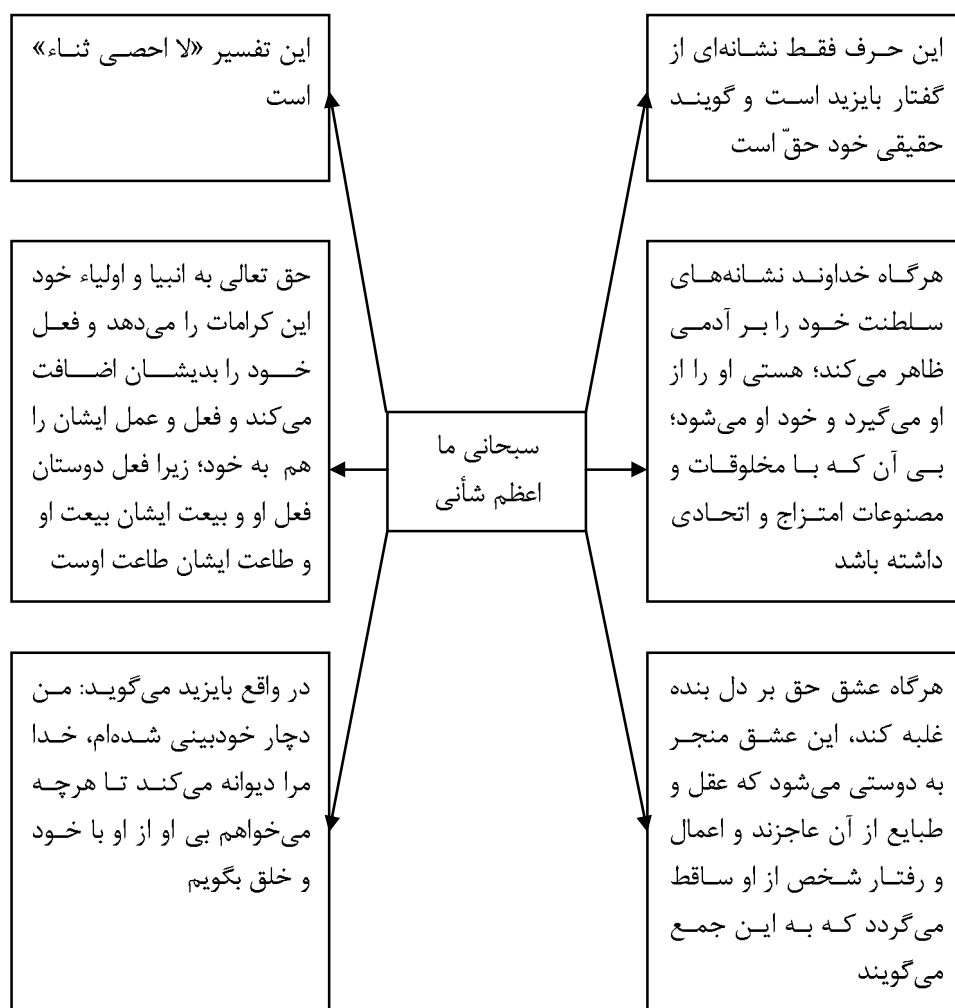 این حرف فقط نشانه‌ای از
گفتار بایزید است و گویند
حقیقی خود حقّ است
این تفسیر «لا احصی ثناء»
است
هرگاه خداوند نشانه‌های
سلطنت خود را بر آدمی
ظاهر می‌کند؛ هستی او را از
او می‌گیرد و خود او می‌شود؛
بی آن که با مخلوقات و
مصنوعات امتزاج و اتحادی
داشته باشد
سبحانی ما
اعظم شأنی
حق تعالی به انبیا و اولیاء خود
این کرامات را می‌دهد و فعل
خود را بدیشان اضافت
می‌کند و فعل و عمل ایشان را
هم به خود؛ زیرا فعل دوستان
فعل او و بیعت ایشان بیعت او
و طاعت ایشان طاعت اوست
هرگاه عشق حق بر دل بنده
غلبه کند، این عشق منجر
به دوستی می‌شود که عقل و
طبایع از آن عاجزند و اعمال
و رفتار شخص از او ساقط
می‌گردد که به این جمع
می‌گویند
در واقع بایزید می‌گوید: من
دچار خودبینی شده‌ام، خدا
مرا دیوانه می‌کند تا هرچه
می‌خواهم بی او از او با خود
و خلق بگویم